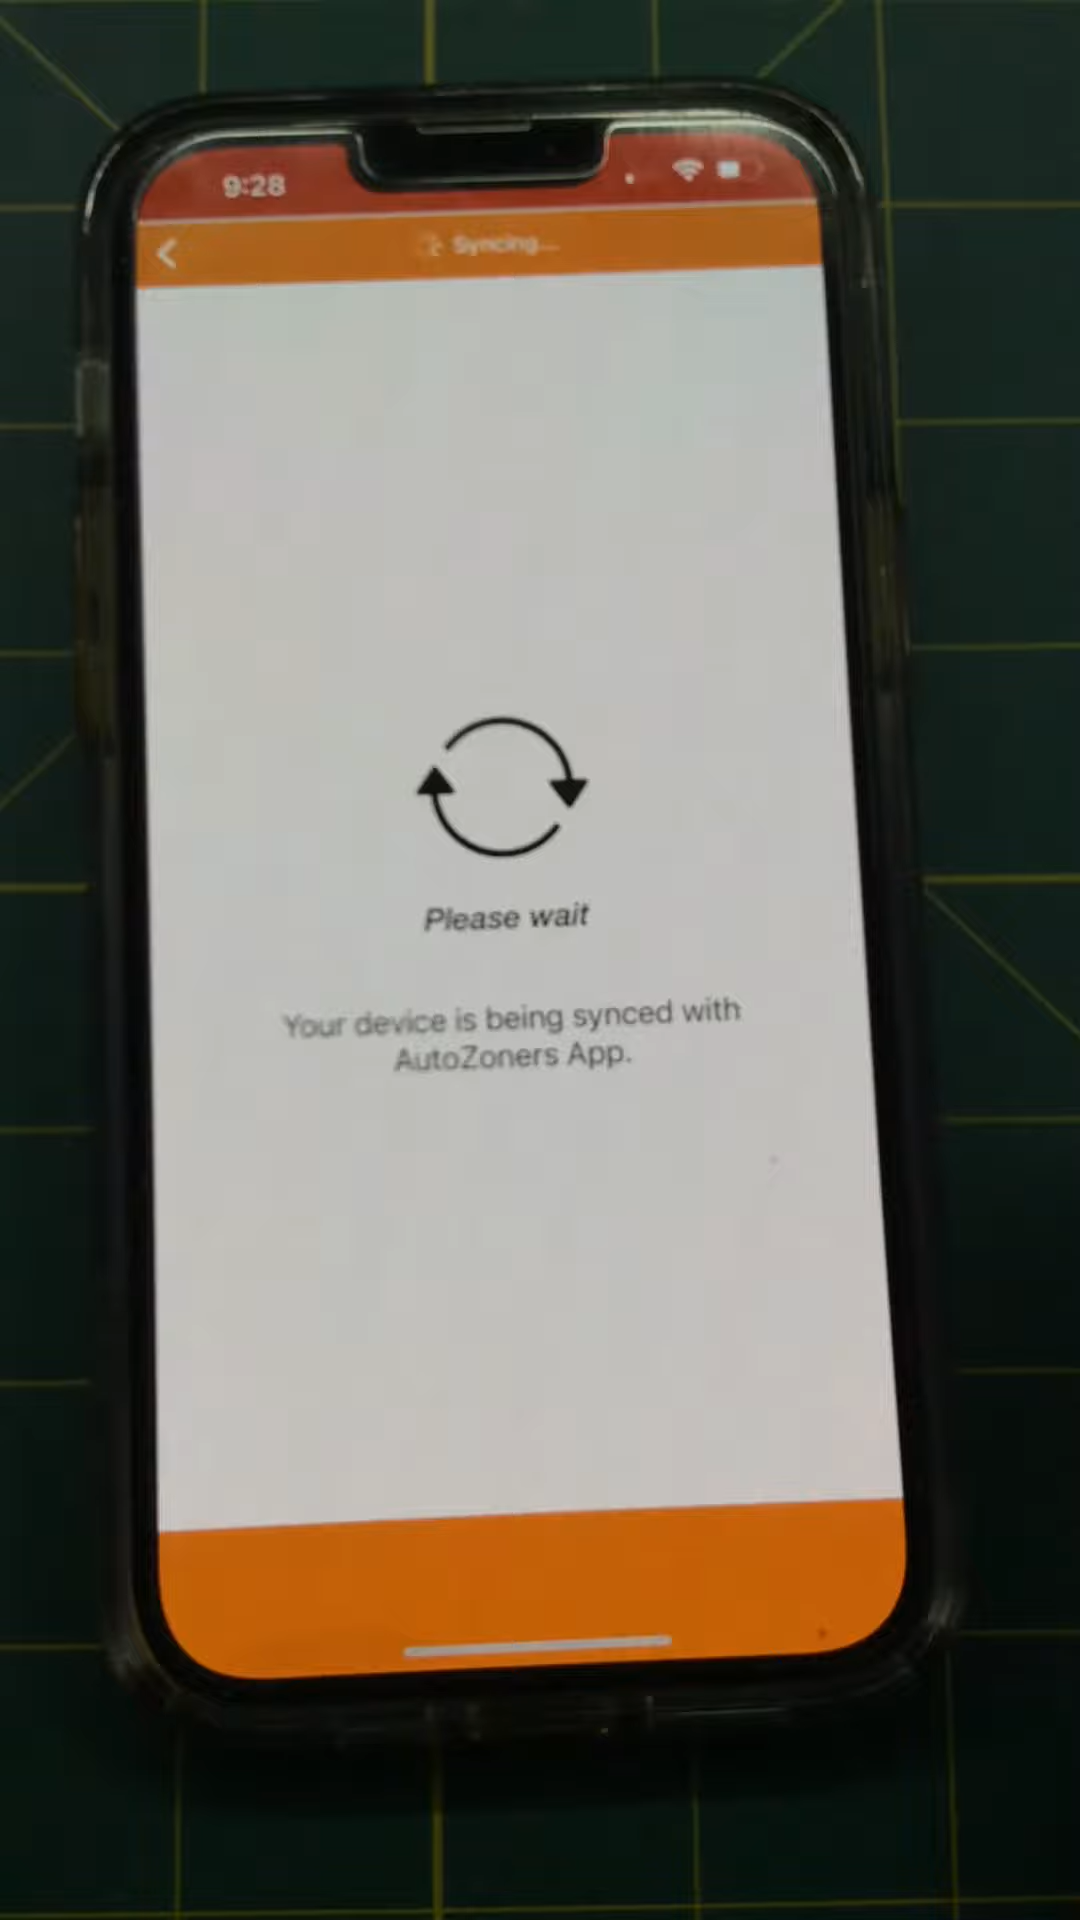 9:28
Syncing...
Please wait
Your device is being synced with
AutoZoners App.